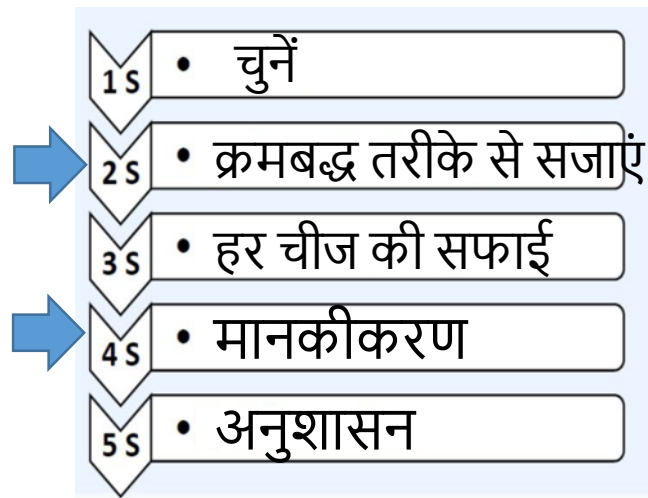 1 S • चुनें
2 S • क्रमबद्ध तरीके से सजाएं
3 S • हर चीज की सफाई
4 S • मानकीकरण
5 S • अनुशासन